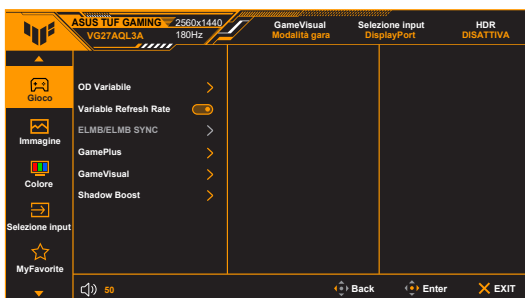 ASUS TUF GAMING 2560x1440
VG27AQL3A 180Hz
GameVisual
Modalità gara
Selezione input
DisplayPort
HDR
DISATTIVA
Gioco
Immagine
Colore
Selezione input
MyFavorite
OD Variabile
Variable Refresh Rate
ELMB/ELMB SYNC
GamePlus
GameVisual
Shadow Boost
50
Back
Enter
EXIT